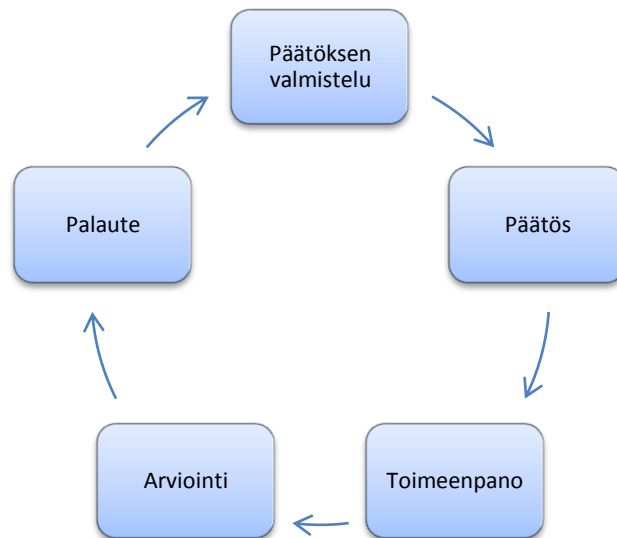 Päätöksen
valmistelu
Päätös
Toimeenpano
Arviointi
Palaute